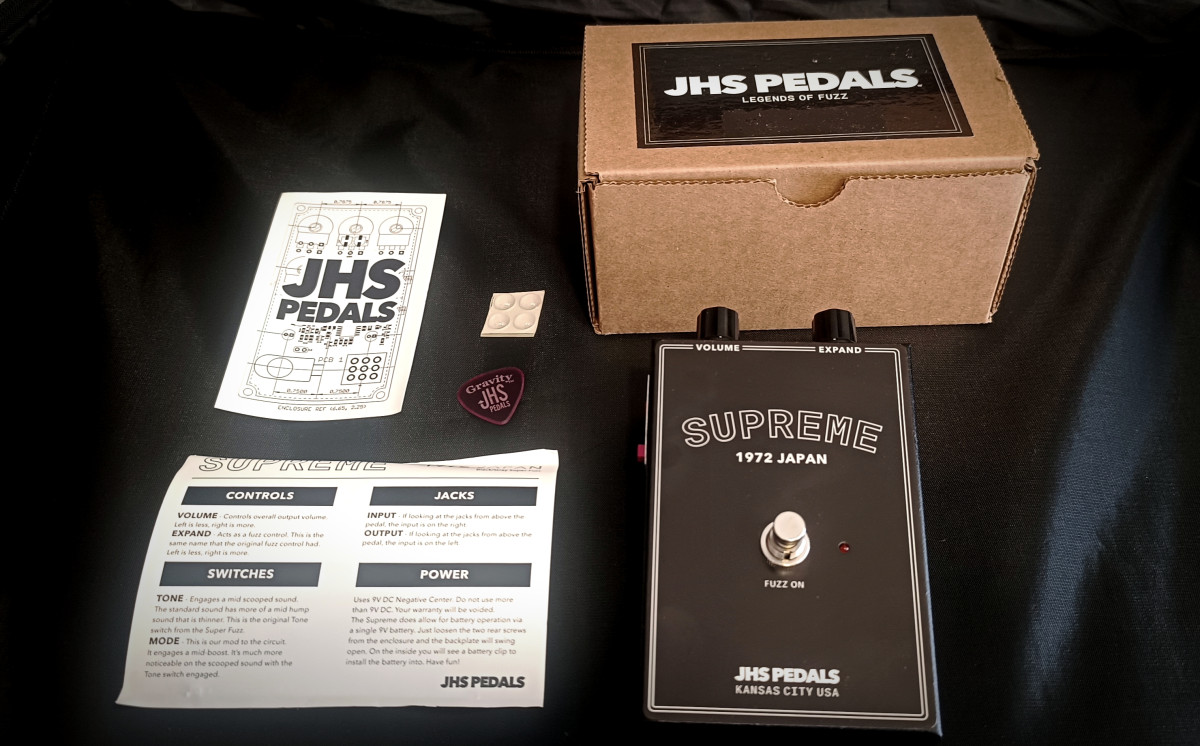 JHS PEDALS
LEGENDS OF FUZZ
JHS
PEDALS
PCB 1
0.7500 0.7500
ENCLOSURE REF (4.65, 2.25)
Gravity
JHS
PEDALS
VOLUME EXPAND
SUPREME
1972 JAPAN
FUZZ ON
JHS PEDALS
KANSAS CITY USA
SUPREME
1972 JAPAN
CONTROLS
VOLUME - Controls overall output volume.
Left is less, right is more.
EXPAND - Acts as a fuzz control. This is the
same name that the original fuzz control had.
Left is less, right is more.
JACKS
INPUT - If looking at the jacks from above the
pedal, the input is on the right.
OUTPUT - If looking at the jacks from above the
pedal, the input is on the left.
SWITCHES
TONE - Engages a mid scooped sound.
The standard sound has more of a mid hump
sound that is thinner. This is the original Tone
switch from the Super Fuzz.
MODE - This is our mod to the circuit.
It engages a mid-boost. It's much more
noticeable on the scooped sound with the
Tone switch engaged.
POWER
Uses 9V DC Negative Center. Do not use more
than 9V DC. Your warranty will be voided.
The Supreme does allow for battery operation via
a single 9V battery. Just loosen the two rear screws
from the enclosure and the backplate will swing
open. On the inside you will see a battery clip to
install the battery into. Have fun!
JHS PEDALS